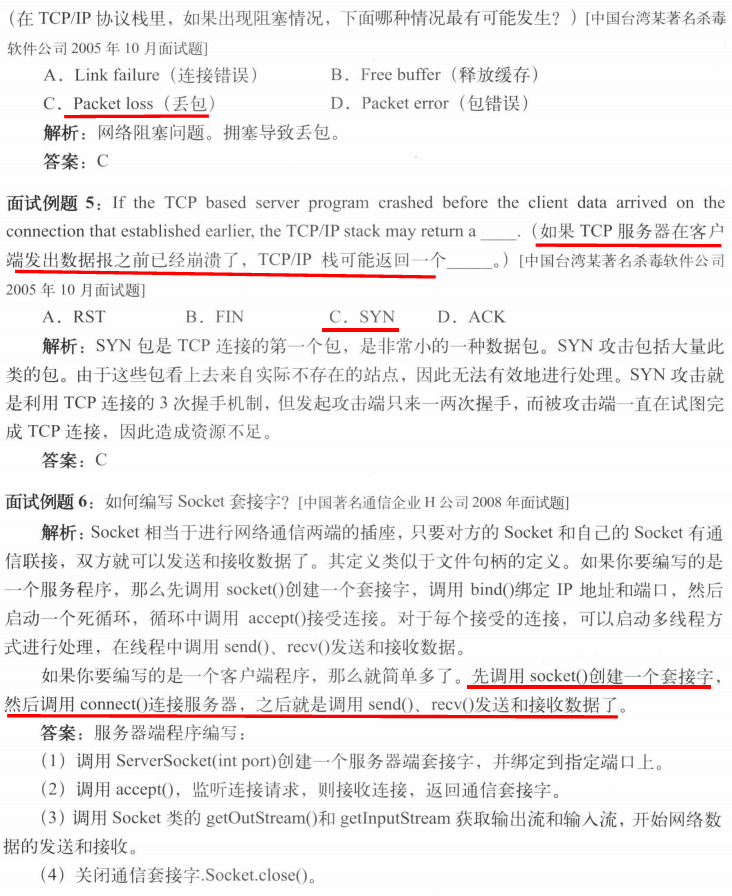 （在 TCP/IP 协议栈里，如果出现阻塞情况，下面哪种情况最有可能发生？）[中国台湾某著名杀毒
软件公司 2005 年 10 月面试题]
A．Link failure（连接错误） B．Free buffer（释放缓存）
C．Packet loss（丢包） D．Packet error（包错误）
解析：网络阻塞问题。拥塞导致丢包。
答案：C
面试例题 5：If the TCP based server program crashed before the client data arrived on the
connection that established earlier, the TCP/IP stack may return a ____.（如果 TCP 服务器在客户
端发出数据报之前已经崩溃了，TCP/IP 栈可能返回一个_____。）[中国台湾某著名杀毒软件公司
2005 年 10 月面试题]
A．RST B．FIN C．SYN D．ACK
解析：SYN 包是 TCP 连接的第一个包，是非常小的一种数据包。SYN 攻击包括大量此
类的包。由于这些包看上去来自实际不存在的站点，因此无法有效地进行处理。SYN 攻击就
是利用 TCP 连接的 3 次握手机制，但发起攻击端只来一两次握手，而被攻击端一直在试图完
成 TCP 连接，因此造成资源不足。
答案：C
面试例题 6：如何编写 Socket 套接字？[中国著名通信企业 H 公司 2008 年面试题]
解析：Socket 相当于进行网络通信两端的插座，只要对方的 Socket 和自己的 Socket 有通
信联接，双方就可以发送和接收数据了。其定义类似于文件句柄的定义。如果你要编写的是
一个服务程序，那么先调用 socket()创建一个套接字，调用 bind()绑定 IP 地址和端口，然后
启动一个死循环，循环中调用 accept()接受连接。对于每个接受的连接，可以启动多线程方
式进行处理，在线程中调用 send()、recv()发送和接收数据。
如果你要编写的是一个客户端程序，那么就简单多了。先调用 socket()创建一个套接字，
然后调用 connect()连接服务器，之后就是调用 send()、recv()发送和接收数据了。
答案：服务器端程序编写：
（1）调用 ServerSocket(int port)创建一个服务器端套接字，并绑定到指定端口上。
（2）调用 accept()，监听连接请求，则接收连接，返回通信套接字。
（3）调用 Socket 类的 getOutStream()和 getInputStream 获取输出流和输入流，开始网络数
据的发送和接收。
（4）关闭通信套接字.Socket.close()。